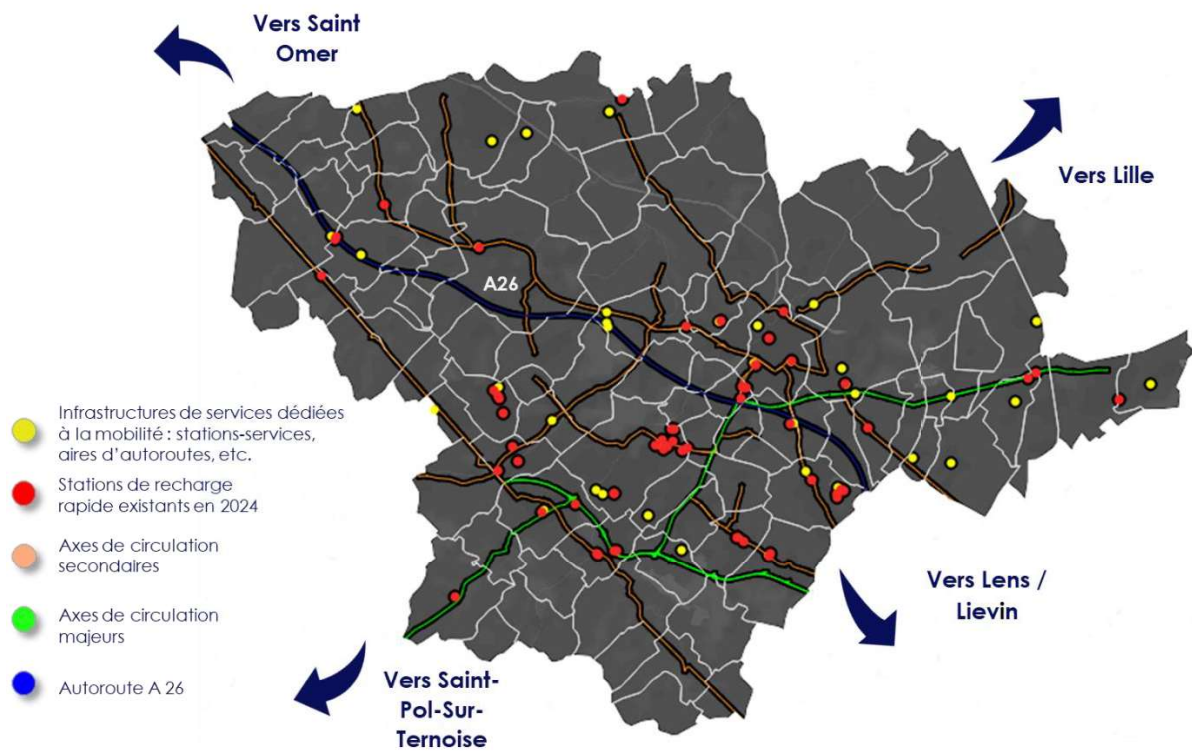 Vers Saint
Omer
Vers Lille
A26
Infrastructures de services dédiées
à la mobilité : stations-services,
aires d’autoroutes, etc.
Stations de recharge
rapide existants en 2024
Axes de circulation
secondaires
Axes de circulation
majeurs
Autoroute A 26
Vers Lens /
Lievin
Vers Saint-
Pol-Sur-
Ternoise